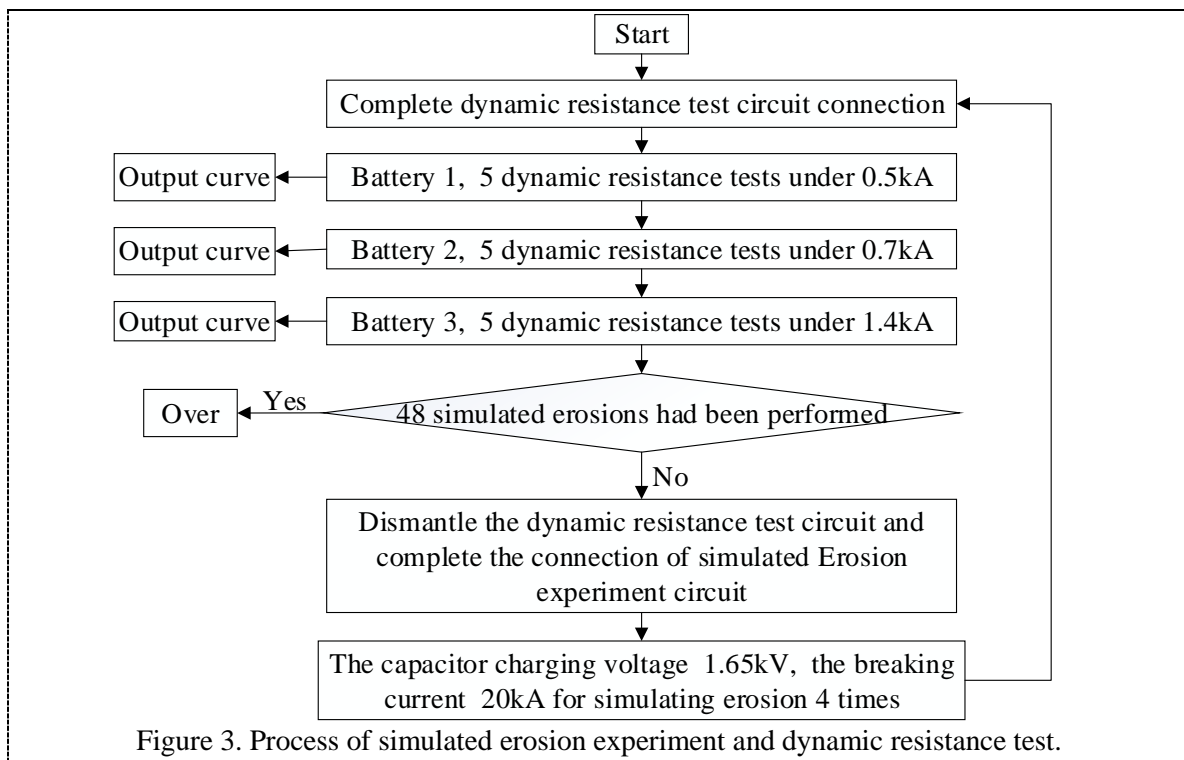 Start
Complete dynamic resistance test circuit connection
Output curve
Battery 1, 5 dynamic resistance tests under 0.5kA
Output curve
Battery 2, 5 dynamic resistance tests under 0.7kA
Output curve
Battery 3, 5 dynamic resistance tests under 1.4kA
Over
Yes
48 simulated erosions had been performed
No
Dismantle the dynamic resistance test circuit and
complete the connection of simulated Erosion
experiment circuit
The capacitor charging voltage 1.65kV, the breaking
current 20kA for simulating erosion 4 times
Figure 3. Process of simulated erosion experiment and dynamic resistance test.